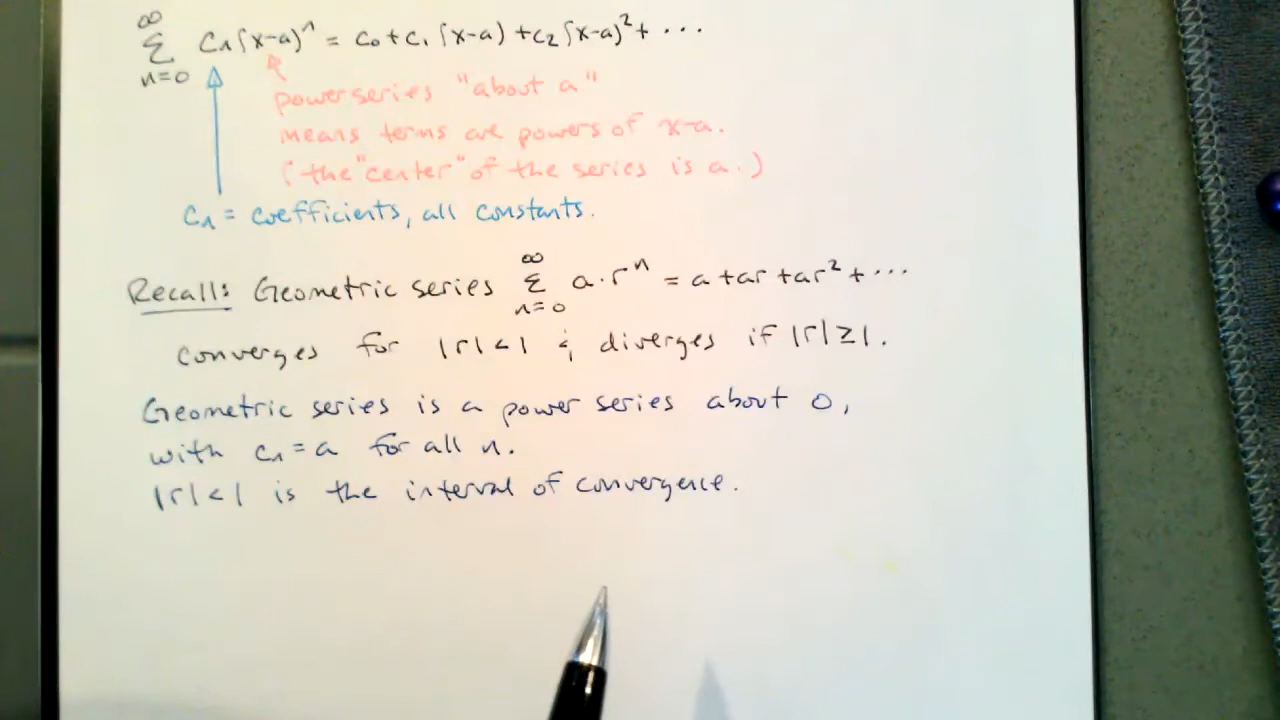 ∞∑n=0 cn(x-a)^n = c0 + c1(x-a) + c2(x-a)^2 + ...
power series "about a"
means terms are powers of x-a.
(the "center" of the series is a.)
cn = coefficients, all constants.
Recall: Geometric series ∞∑n=0 a·r^n = a + ar + ar^2 + ...
converges for |r| < 1 & diverges if |r| ≥ 1.
Geometric series is a power series about 0,
with cn = a for all n.
|r| < 1 is the interval of convergence.